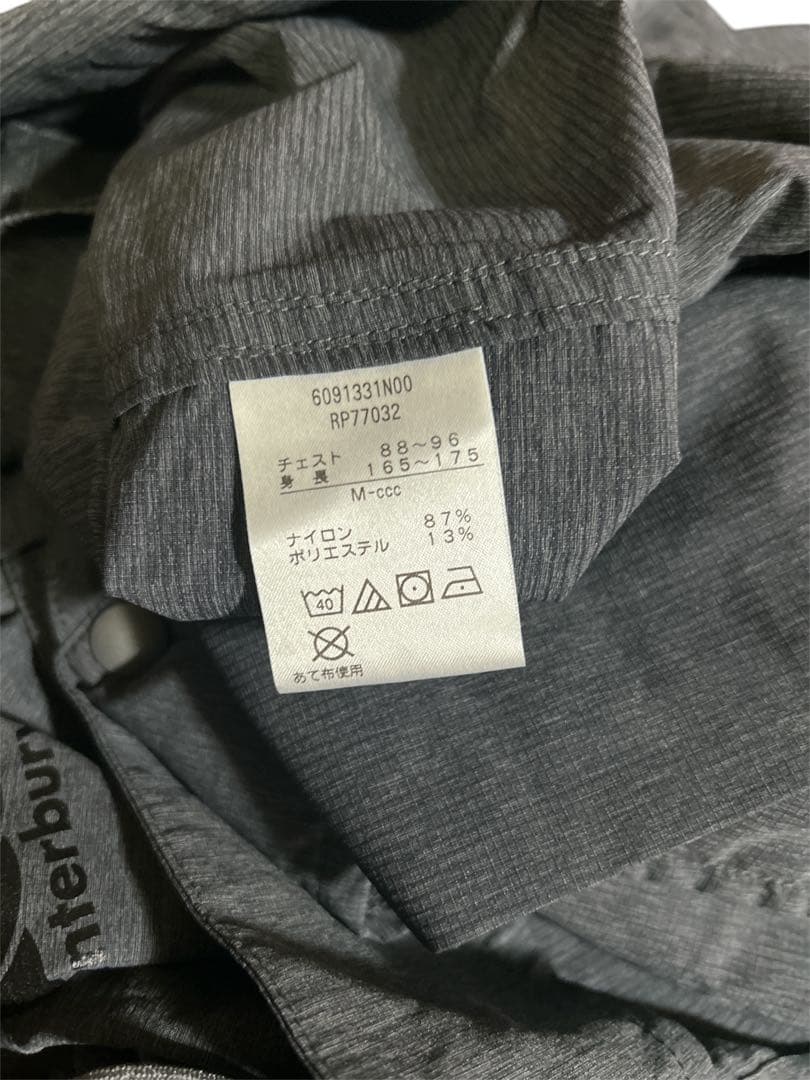 6091331N00
RP77032
チェスト 88～96
身長 165～175
M-ccc
ナイロン 87%
ポリエステル 13%
40
あて布使用
nterbury